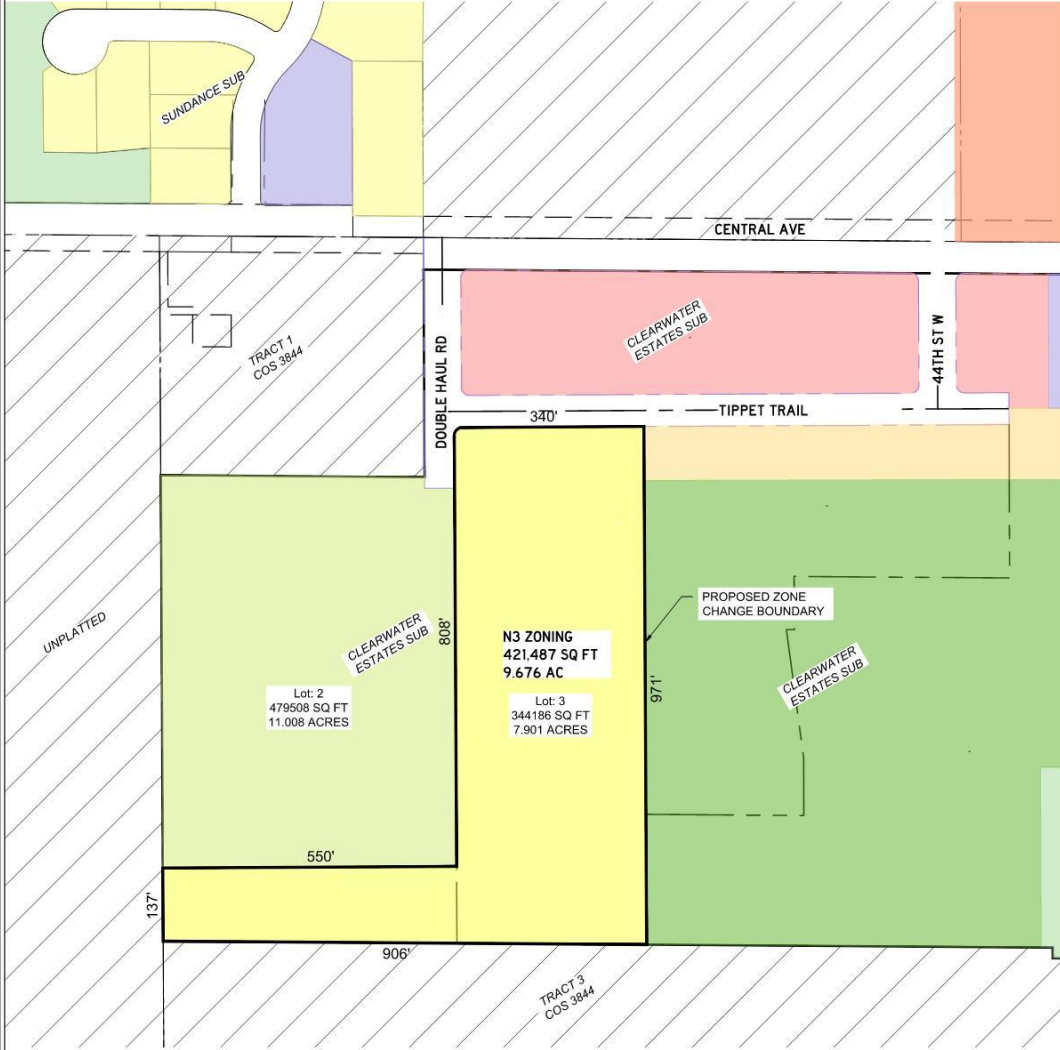 SUNDANCE SUB
CENTRAL AVE
CLEARWATER
ESTATES SUB
TRACT 1
COS 3844
DOUBLE HAUL RD
44TH ST W
340'
TIPPET TRAIL
UNPLATTED
CLEARWATER
ESTATES SUB
808'
N3 ZONING
421,487 SQ FT
9.676 AC
PROPOSED ZONE
CHANGE BOUNDARY
CLEARWATER
ESTATES SUB
971'
Lot: 2
479508 SQ FT
11.008 ACRES
Lot: 3
344186 SQ FT
7.901 ACRES
550'
137'
906'
TRACT 3
COS 3844